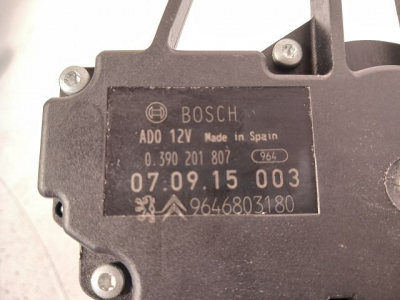 BOSCH
ADO 12V Made in Spain
0.390 201 807 964
07.09.15 003
9646803180